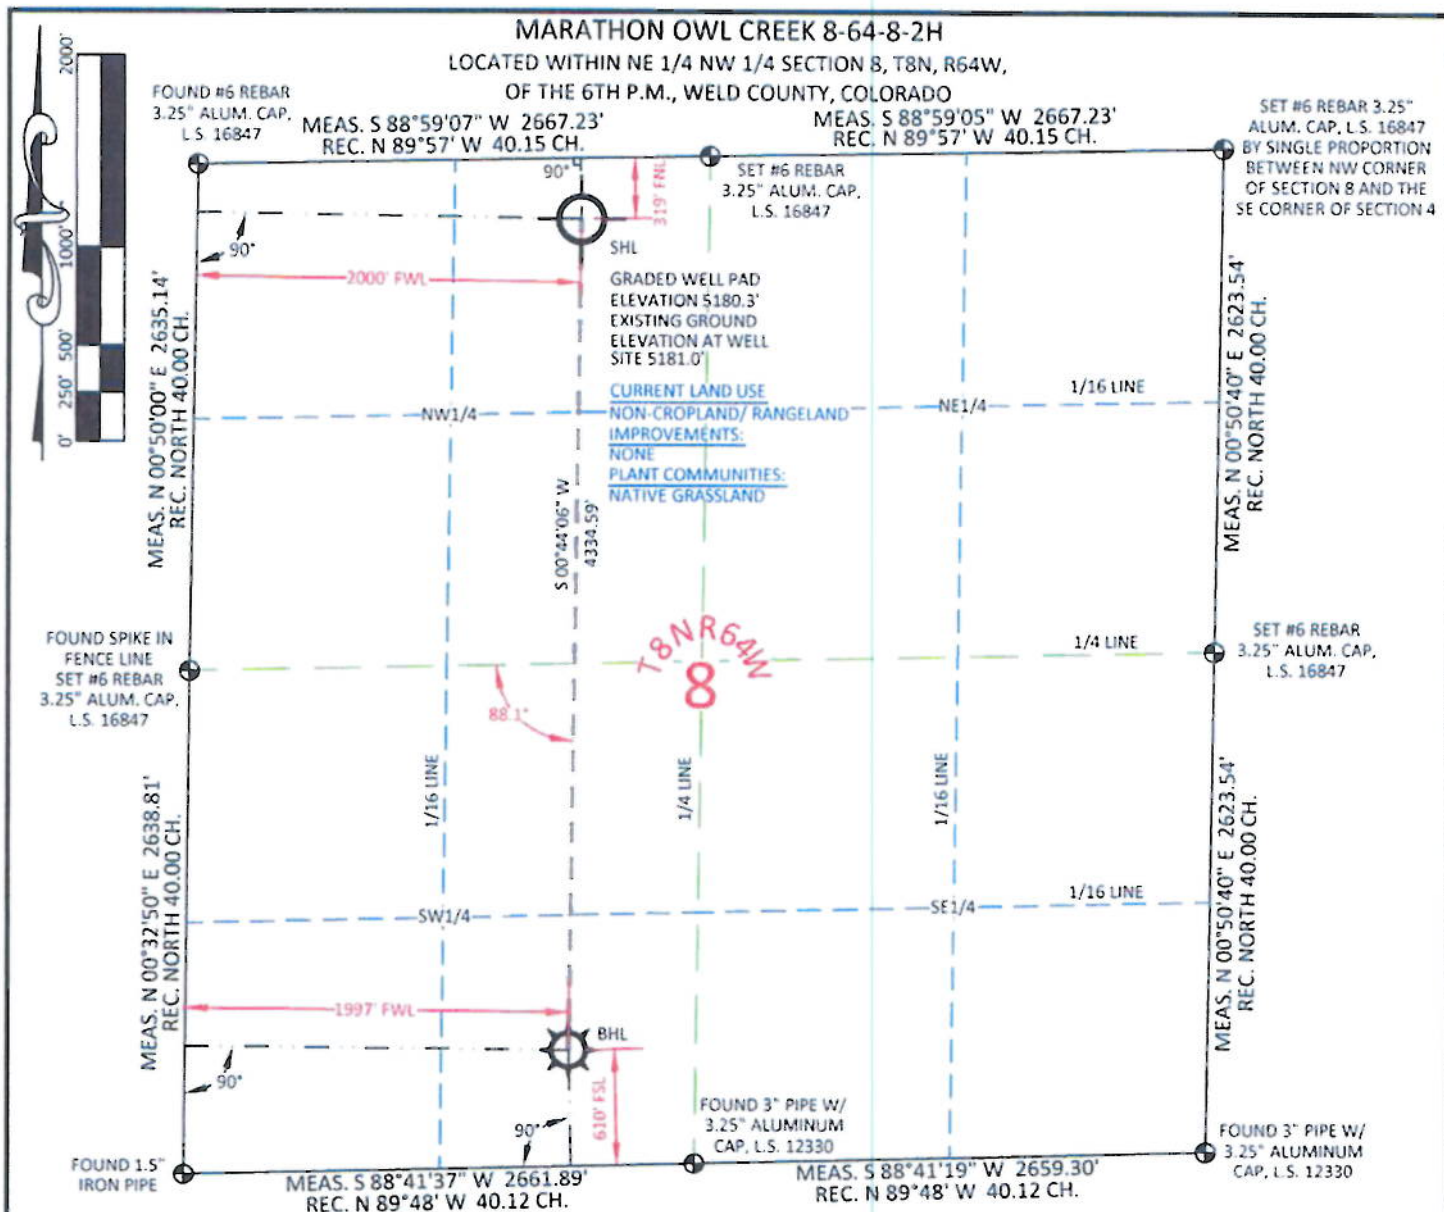 MARATHON OWL CREEK 8-64-8-2H
LOCATED WITHIN NE 1/4 NW 1/4 SECTION 8, T8N, R64W,
OF THE 6TH P.M., WELD COUNTY, COLORADO
2000'
1000'
500'
250'
0'
FOUND #6 REBAR
3.25" ALUM. CAP,
L.S. 16847
MEAS. S 88°59'07" W 2667.23'
REC. N 89°57' W 40.15 CH.
MEAS. S 88°59'05" W 2667.23'
REC. N 89°57' W 40.15 CH.
SET #6 REBAR 3.25"
ALUM. CAP, L.S. 16847
BY SINGLE PROPORTION
BETWEEN NW CORNER
OF SECTION 8 AND THE
SE CORNER OF SECTION 4
90°
319' FNL
SET #6 REBAR
3.25" ALUM. CAP,
L.S. 16847
90°
SHL
2000' FWL
GRADED WELL PAD
ELEVATION 5180.3'
EXISTING GROUND
ELEVATION AT WELL
SITE 5181.0'
CURRENT LAND USE
NON-CROPLAND/ RANGELAND
IMPROVEMENTS:
NONE
PLANT COMMUNITIES:
NATIVE GRASSLAND
MEAS. N 00°50'00" E 2635.14'
REC. NORTH 40.00 CH.
NW1/4
NE1/4
1/16 LINE
MEAS. N 00°50'40" E 2623.54'
REC. NORTH 40.00 CH.
S 00°44'06" W
4334.59'
FOUND SPIKE IN
FENCE LINE
SET #6 REBAR
3.25" ALUM. CAP,
L.S. 16847
T8NR64W
8
1/4 LINE
SET #6 REBAR
3.25" ALUM. CAP,
L.S. 16847
88.1°
1/16 LINE
1/4 LINE
1/16 LINE
MEAS. N 00°32'50" E 2638.81'
REC. NORTH 40.00 CH.
MEAS. N 00°50'40" E 2623.54'
REC. NORTH 40.00 CH.
SW1/4
SE1/4
1/16 LINE
1997' FWL
BHL
90°
610' FSL
90°
FOUND 3" PIPE W/
3.25" ALUMINUM
CAP, L.S. 12330
FOUND 3" PIPE W/
3.25" ALUMINUM
CAP, L.S. 12330
FOUND 1.5"
IRON PIPE
MEAS. S 88°41'37" W 2661.89'
REC. N 89°48' W 40.12 CH.
MEAS. S 88°41'19" W 2659.30'
REC. N 89°48' W 40.12 CH.